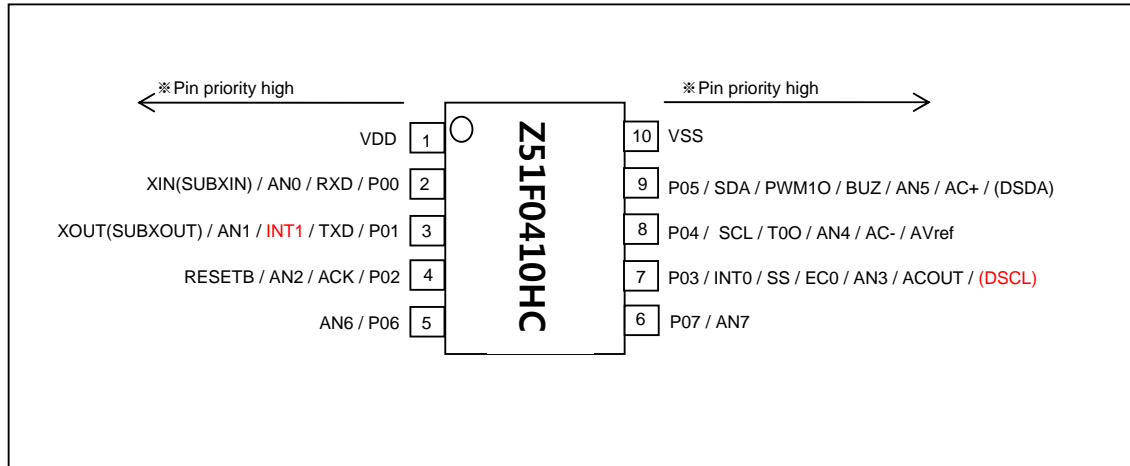 ※Pin priority high
※Pin priority high
VDD 1
10 VSS
XIN(SUBXIN) / AN0 / RXD / P00 2
9 P05 / SDA / PWM1O / BUZ / AN5 / AC+ / (DSDA)
XOUT(SUBXOUT) / AN1 / INT1 / TXD / P01 3
8 P04 / SCL / T0O / AN4 / AC- / AVref
RESETB / AN2 / ACK / P02 4
7 P03 / INT0 / SS / EC0 / AN3 / ACOUT / (DSCL)
AN6 / P06 5
6 P07 / AN7
Z51F0410HC